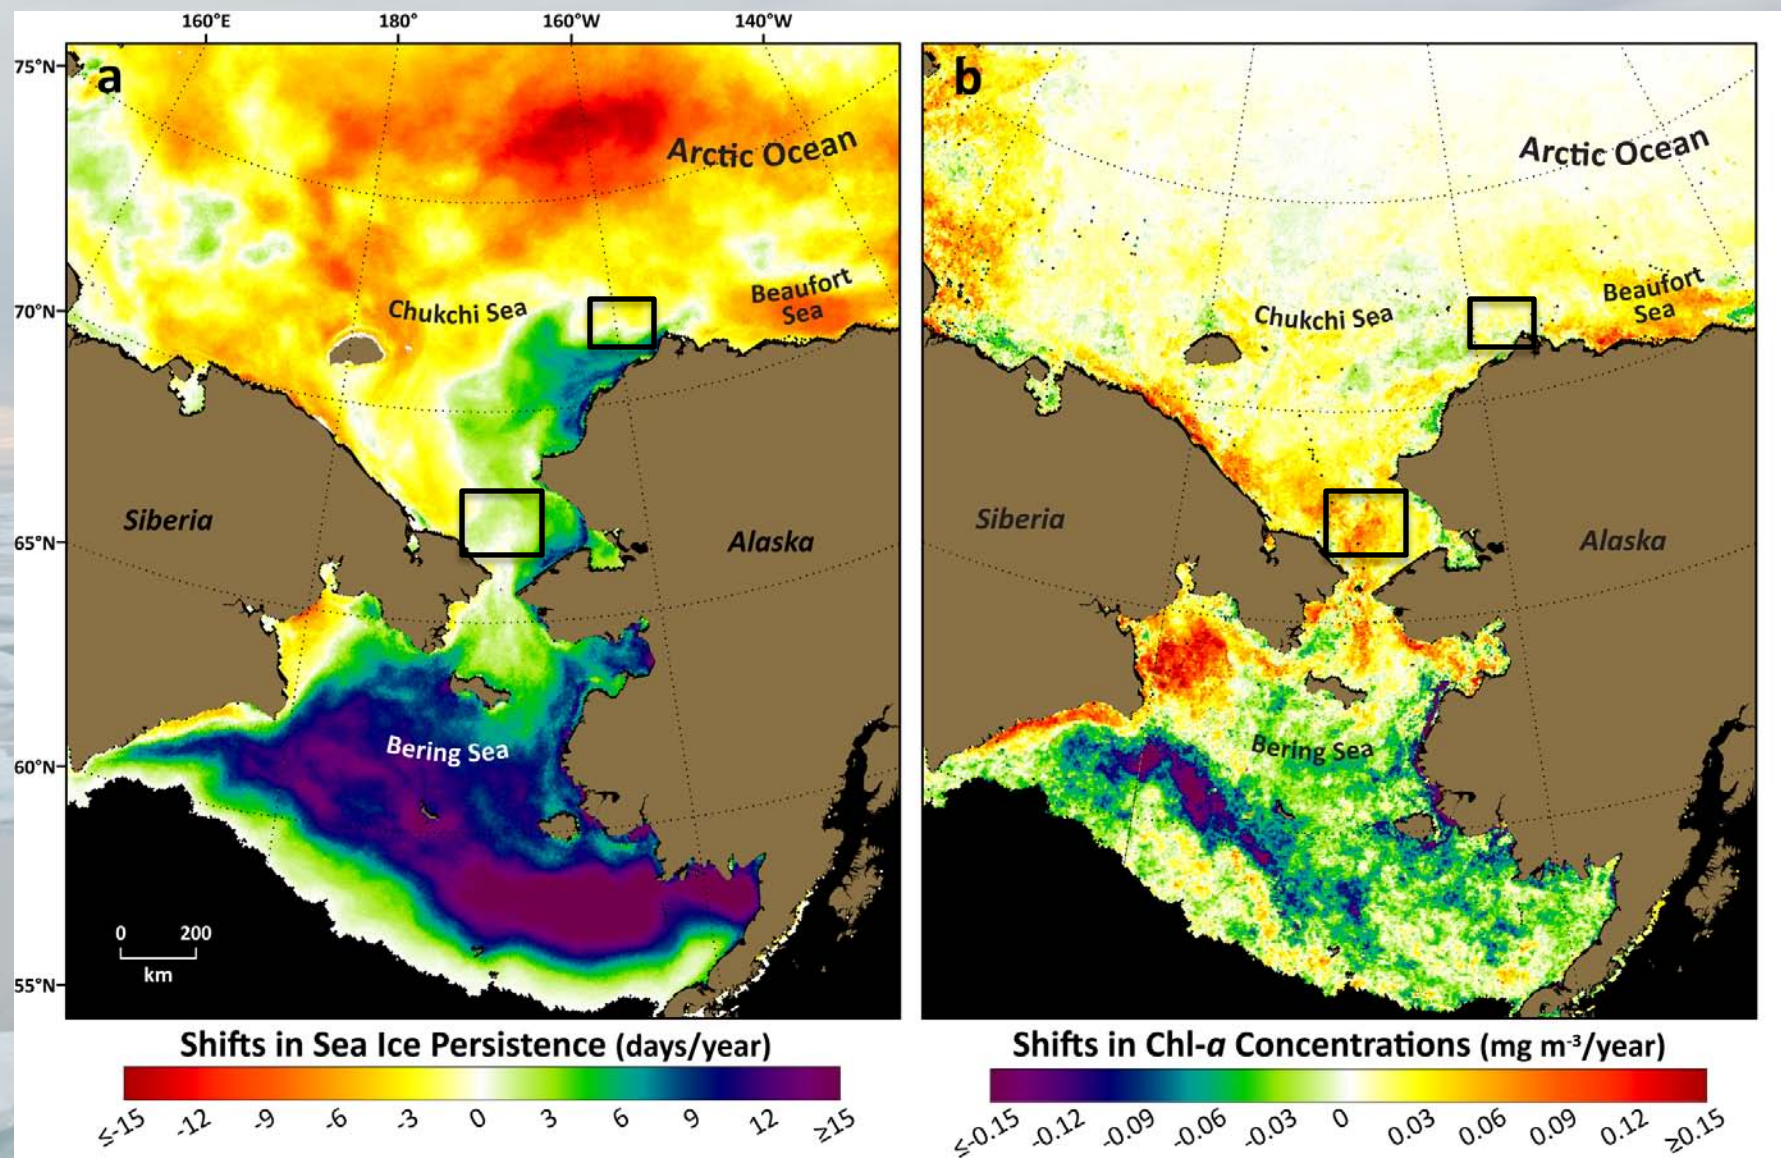 160°E 180° 160°W 140°W
75°N
70°N
65°N
60°N
55°N
a
Arctic Ocean
Chukchi Sea
Beaufort
Sea
Siberia
Alaska
Bering Sea
0 200
km
b
Arctic Ocean
Chukchi Sea
Beaufort
Sea
Siberia
Alaska
Bering Sea
Shifts in Sea Ice Persistence (days/year)
≤-15 -12 -9 -6 -3 0 3 6 9 12 ≥15
Shifts in Chl-a Concentrations (mg m⁻³/year)
≤-0.15 -0.12 -0.09 -0.06 -0.03 0 0.03 0.06 0.09 0.12 ≥0.15